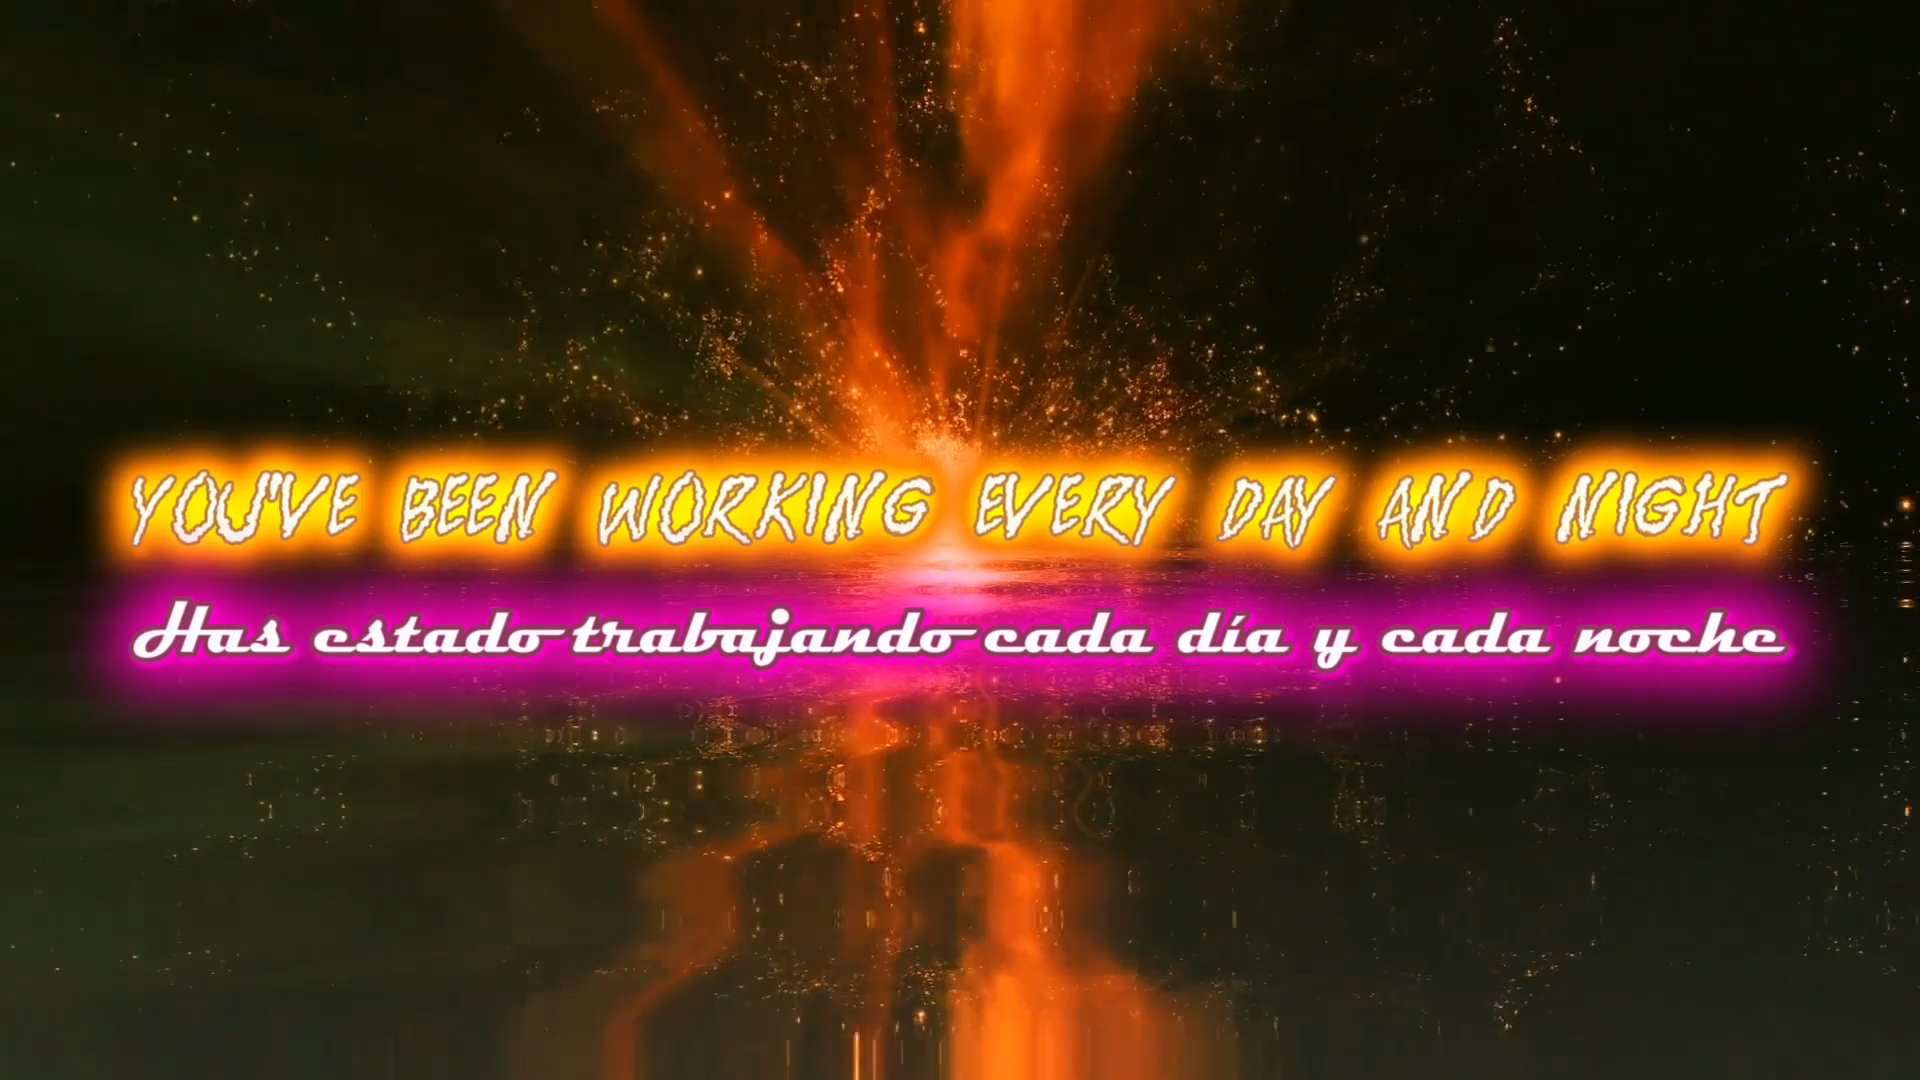 YOU'VE BEEN WORKING EVERY DAY AND NIGHT
Has estado trabajando cada día y cada noche